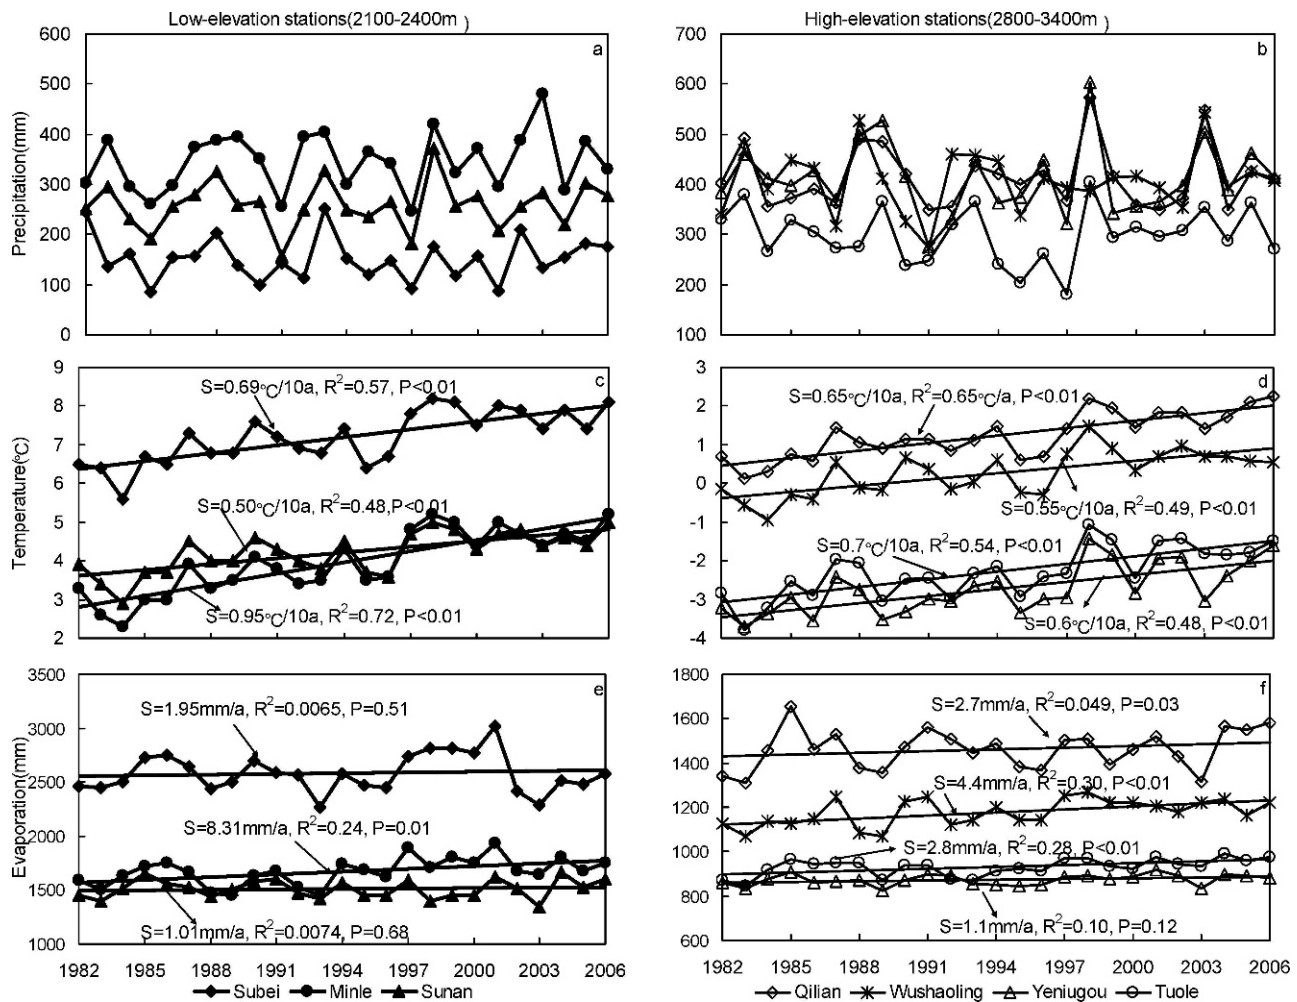 Low-elevation stations(2100-2400m )
High-elevation stations(2800-3400m )
Precipitation(mm)
600
500
400
300
200
100
0
a
700
600
500
400
300
200
100
b
Temperature(℃)
9
8
7
6
5
4
3
2
c
S=0.69℃/10a, R²=0.57, P<0.01
S=0.50℃/10a, R²=0.48, P<0.01
S=0.95℃/10a, R²=0.72, P<0.01
3
2
1
0
-1
-2
-3
-4
d
S=0.65℃/10a, R²=0.65℃/a, P<0.01
S=0.55℃/10a, R²=0.49, P<0.01
S=0.7℃/10a, R²=0.54, P<0.01
S=0.6℃/10a, R²=0.48, P<0.01
Evaporation(mm)
3500
3000
2500
2000
1500
1000
e
S=1.95mm/a, R²=0.0065, P=0.51
S=8.31mm/a, R²=0.24, P=0.01
S=1.01mm/a, R²=0.0074, P=0.68
1982 1985 1988 1991 1994 1997 2000 2003 2006
1800
1600
1400
1200
1000
800
600
f
S=2.7mm/a, R²=0.049, P=0.03
S=4.4mm/a, R²=0.30, P<0.01
S=2.8mm/a, R²=0.28, P<0.01
S=1.1mm/a, R²=0.10, P=0.12
1982 1985 1988 1991 1994 1997 2000 2003 2006
Subei Minle Sunan
Qilian Wushaoling Yeniugou Tuole